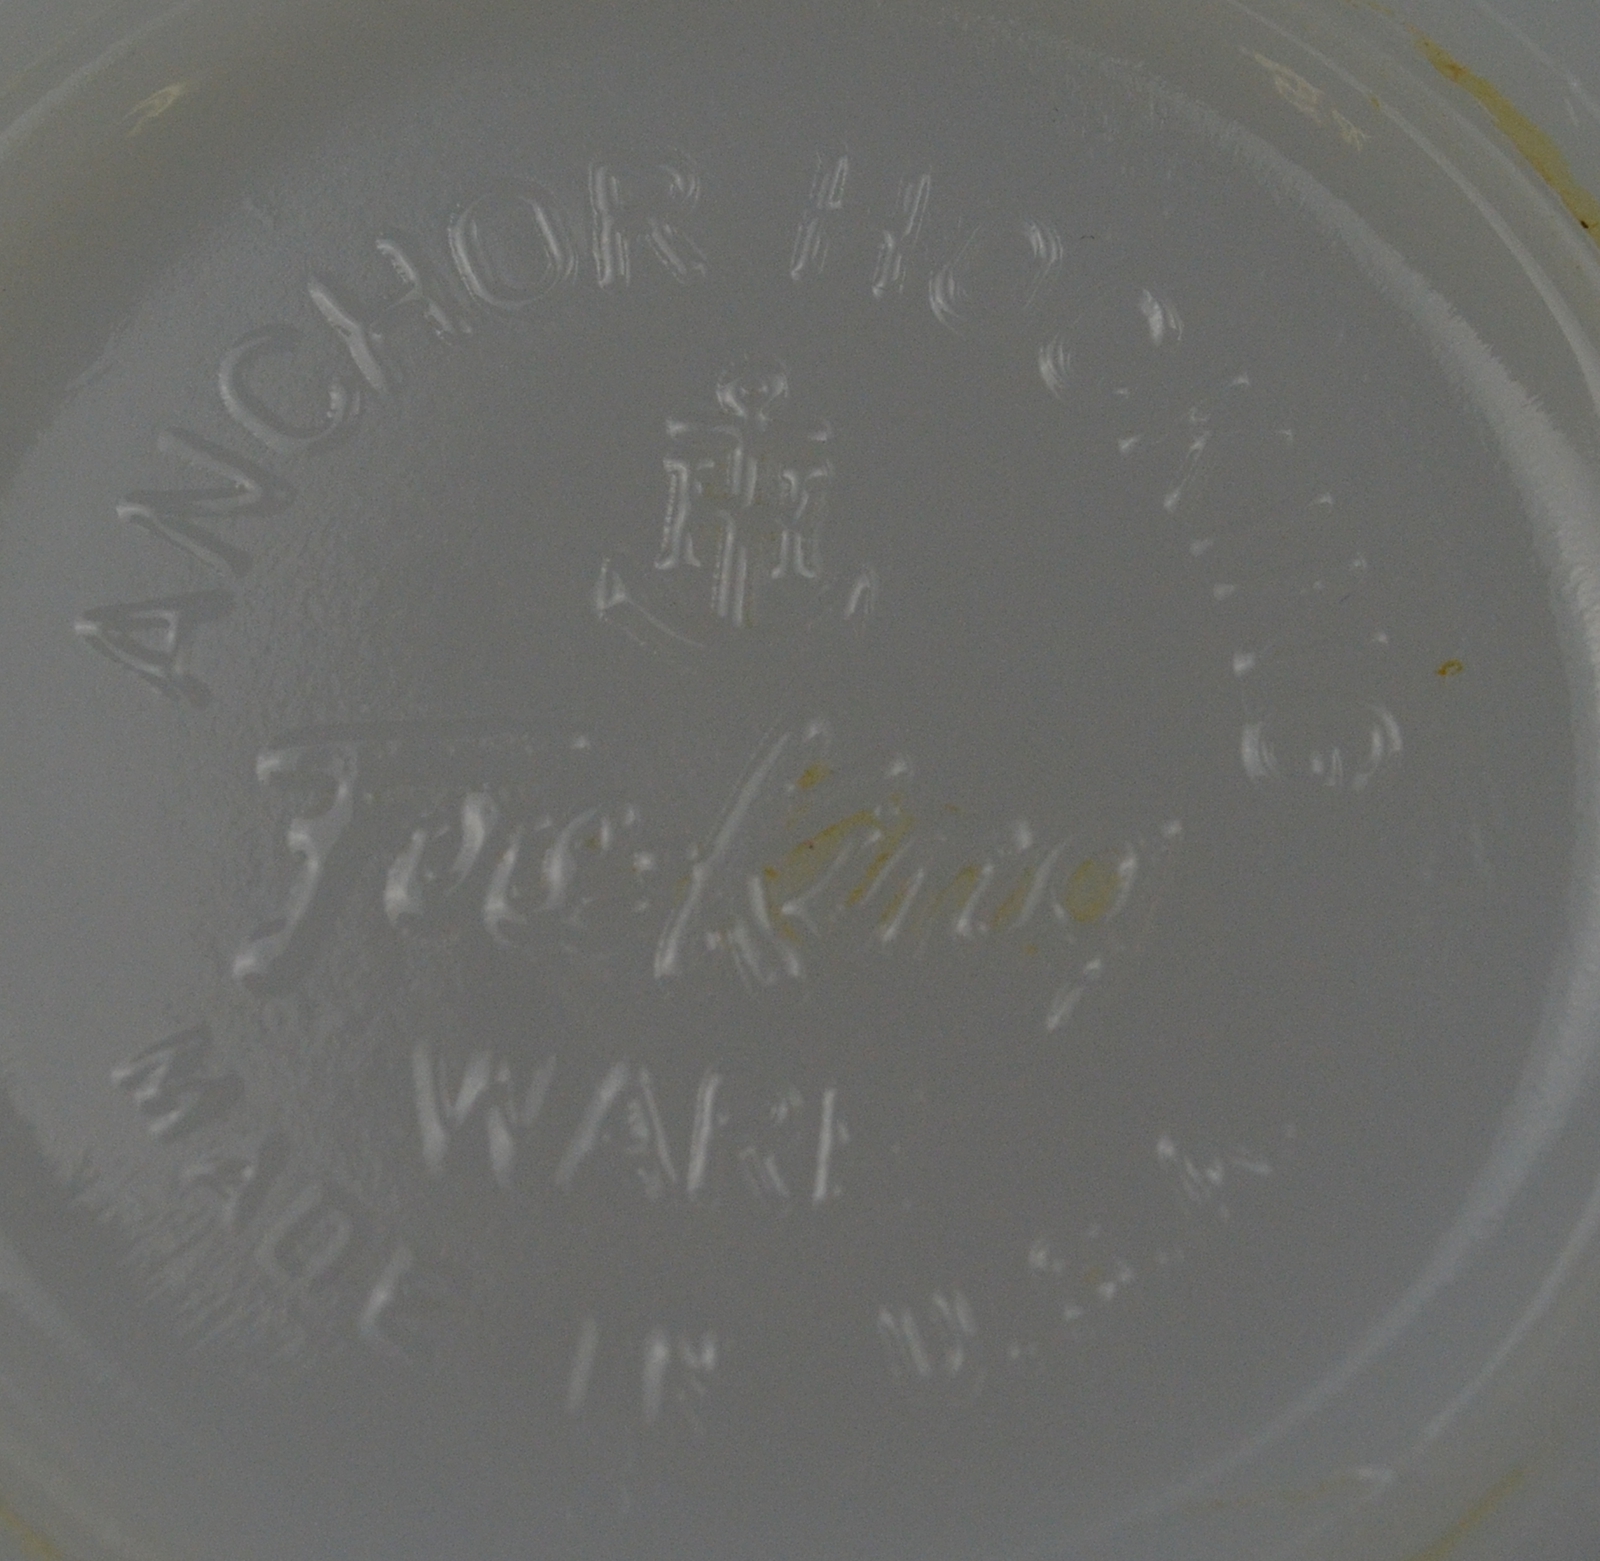 ANCHOR HOCKING
H
Fire-King
WARE
MADE IN U.S.A.